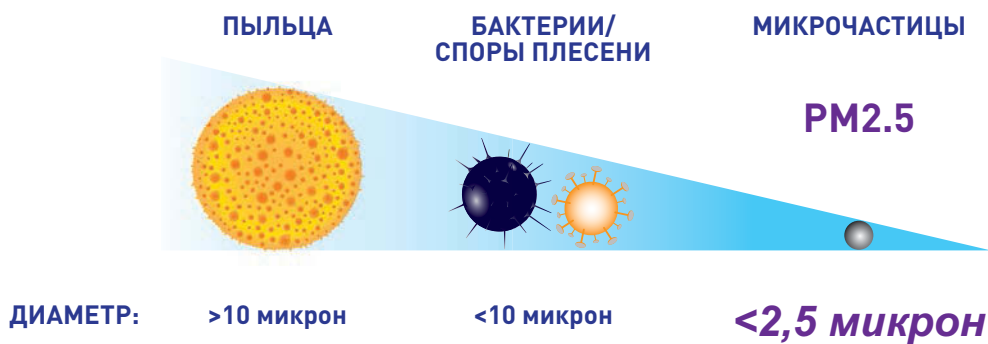 ПЫЛЬЦА
БАКТЕРИИ/
СПОРЫ ПЛЕСЕНИ
МИКРОЧАСТИЦЫ
PM2.5
ДИАМЕТР:
>10 микрон
<10 микрон
<2,5 микрон